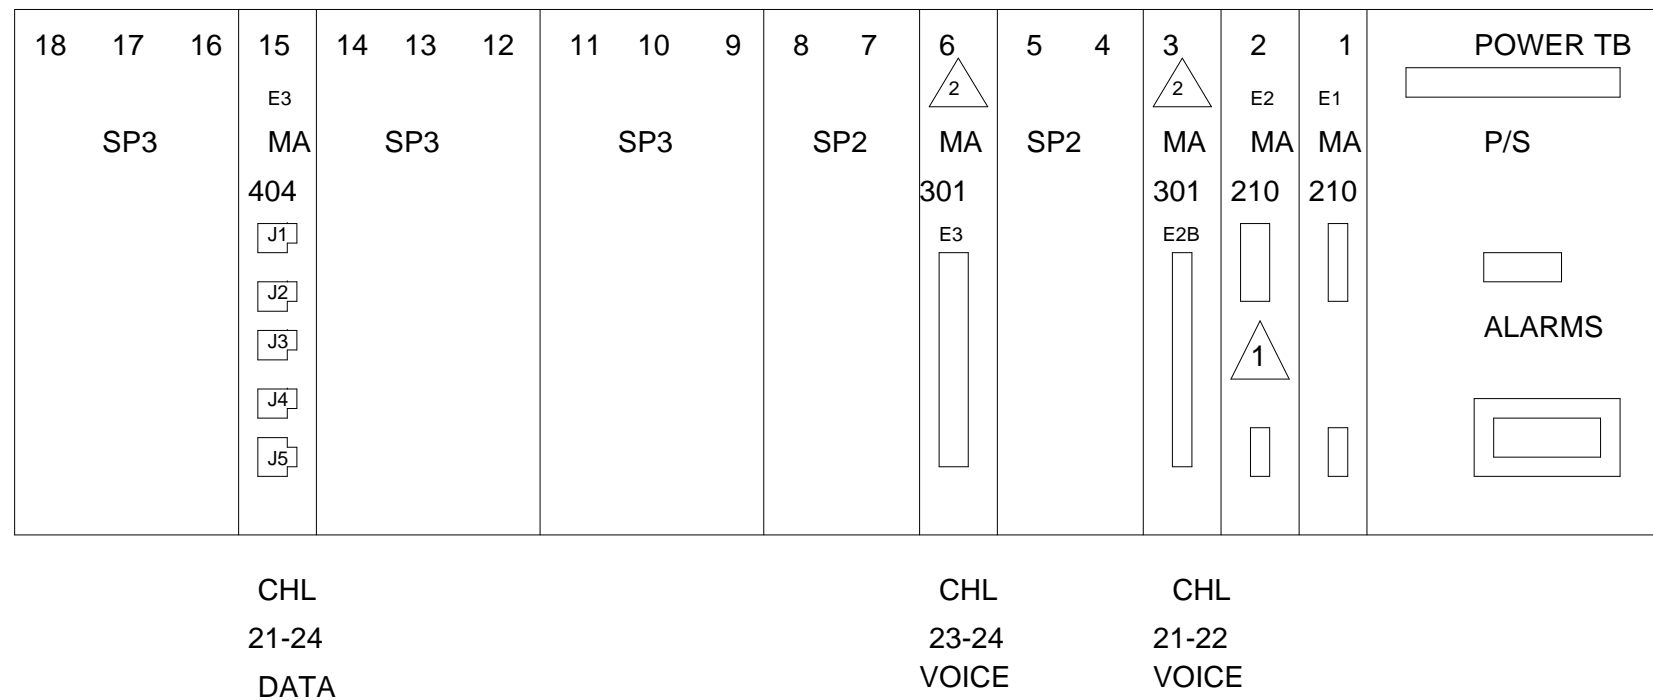 18 17 16 15 14 13 12 11 10 9 8 7 6 5 4 3 2 1 POWER TB
2 2
E3 E2 E1
SP3 MA SP3 SP3 SP2 MA SP2 MA MA MA P/S
404 301 301 210 210
J1 E3 E2B
J2
ALARMS
J3 1
J4
J5
CHL CHL CHL
21-24 23-24 21-22
DATA VOICE VOICE